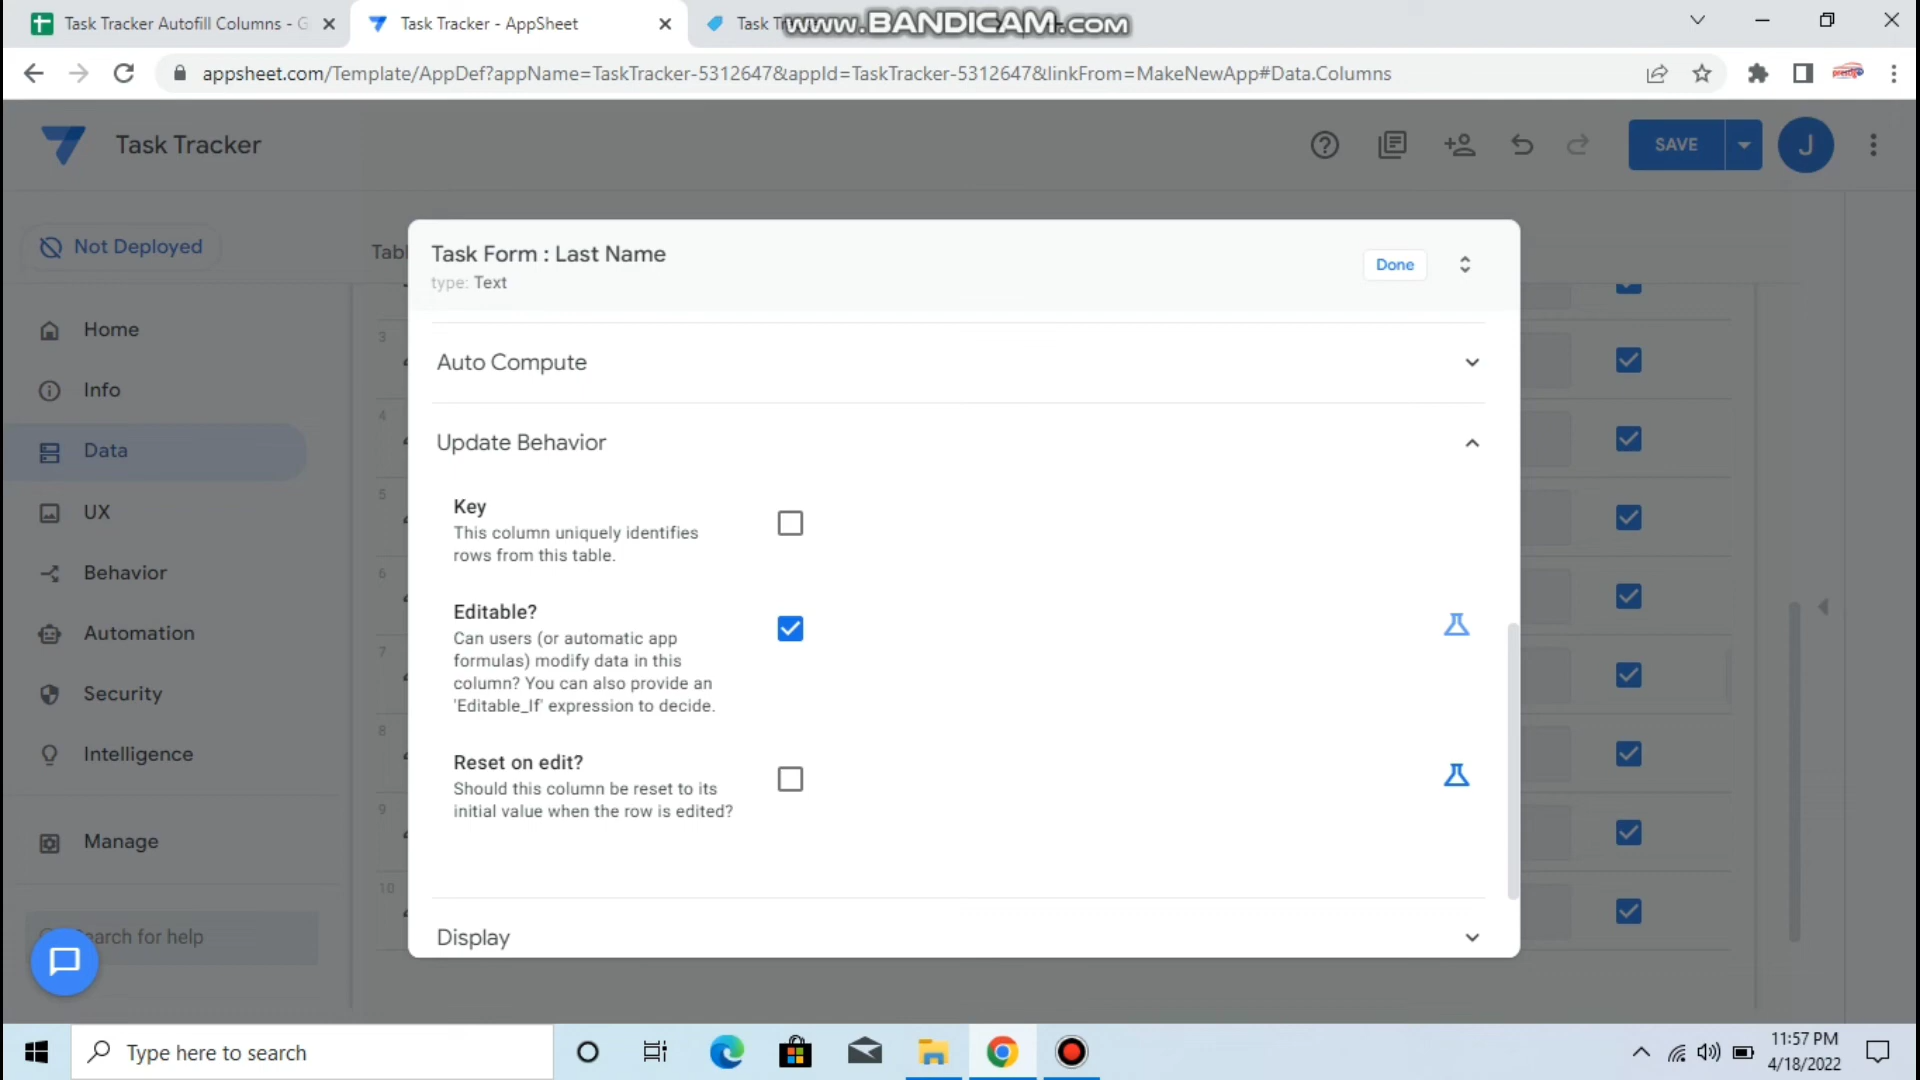 Task Tracker Autofill Columns - G
Task Tracker - AppSheet
Task T
www.BANDICAM.com
appsheet.com/Template/AppDef?appName=TaskTracker-5312647&appId=TaskTracker-5312647&linkFrom=MakeNewApp#Data.Columns
Task Tracker
SAVE
J
Not Deployed
Tabl
Home
Info
Data
UX
Behavior
Automation
Security
Intelligence
Manage
earch for help
3
4
5
6
7
8
9
10
Task Form : Last Name
type: Text
Done
Auto Compute
Update Behavior
Key
This column uniquely identifies
rows from this table.
Editable?
Can users (or automatic app
formulas) modify data in this
column? You can also provide an
'Editable_If' expression to decide.
Reset on edit?
Should this column be reset to its
initial value when the row is edited?
Display
Type here to search
11:57 PM
4/18/2022